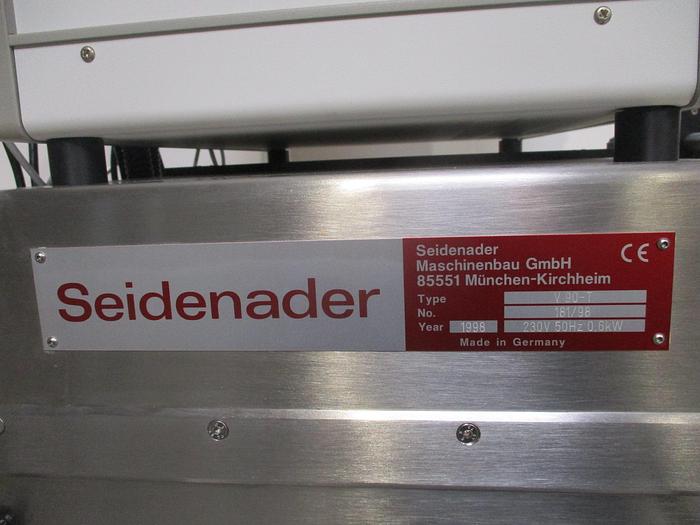 Seidenader
Seidenader
Maschinenbau GmbH
85551 München-Kirchheim
CE
Type V 90-T
No. 181/98
Year 1998 230V 50Hz 0,6kW
Made in Germany